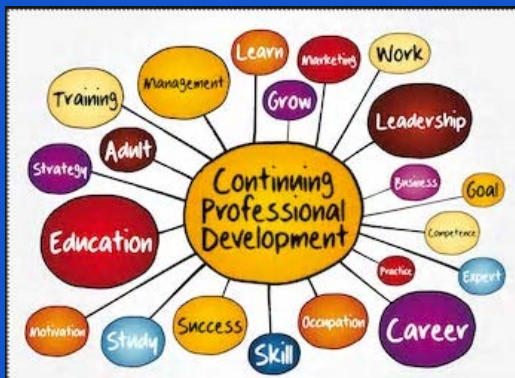 Learn
Marketing
Work
Management
Training
Grow
Leadership
Adult
Strategy
Continuing
Professional
Development
Business
Goal
Education
Competence
Practice
Expert
Motivation
Study
Success
Skill
Occupation
Career